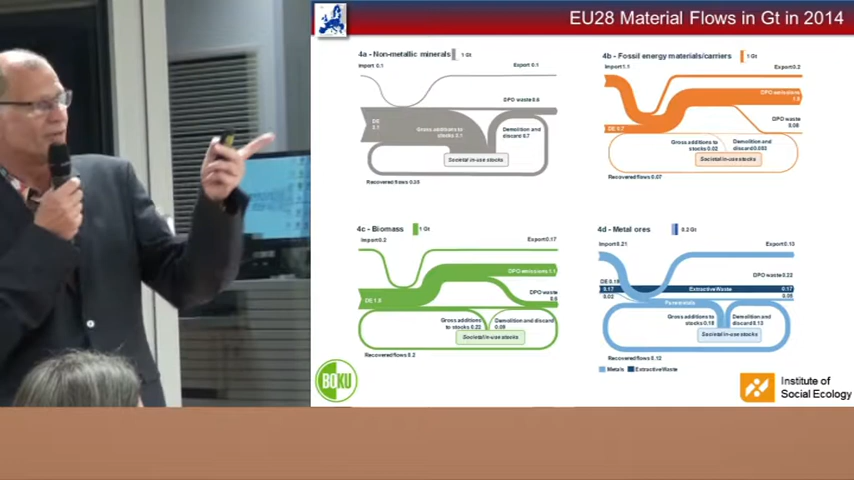 EU28 Material Flows in Gt in 2014
4a - Non-metallic minerals 1 Gt
Import 0.1
Export 0.1
DPO waste 0.6
DE
3.1
Gross additions to
stocks 3.1
Demolition and
discard 0.7
Societal in-use stocks
Recovered flows 0.35
4b - Fossil energy materials/carriers 1 Gt
Import 1.1
Export 0.2
DPO emissions
DE 0.7
DPO waste
0.08
Gross additions to
stocks 0.02
Demolition and
discard 0.053
Societal in-use stocks
Recovered flows 0.07
4c - Biomass 1 Gt
Import 0.2
Export 0.17
DPO emissions 1.1
DE 1.8
DPO waste
Gross additions
to stocks 0.22
Demolition and discard
0.09
Societal in-use stocks
Recovered flows 0.2
4d - Metal ores 0.2 Gt
Import 0.21
Export 0.13
DPO waste 0.22
DE 0.19
0.17
Extractive Waste
0.17
0.02
Pure metals
0.05
Gross additions to
stocks 0.18
Demolition and
discard 0.13
Societal in-use stocks
Recovered flows 0.12
Metals Extractive Waste
BOKU
Institute of
Social Ecology